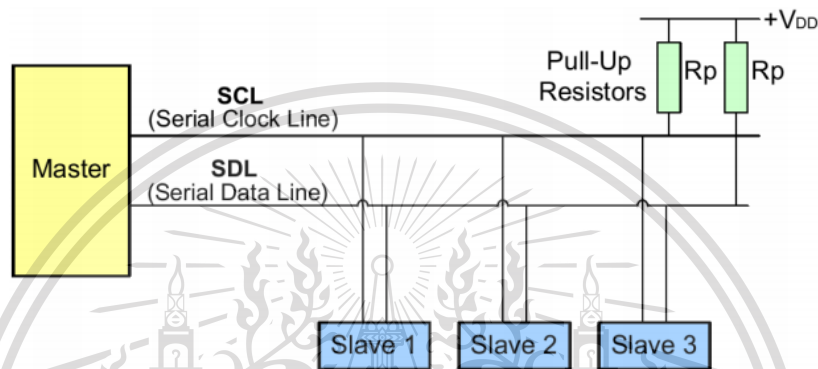 +VDD
Pull-Up
Resistors
Rp
Rp
SCL
(Serial Clock Line)
Master
SDL
(Serial Data Line)
Slave 1
Slave 2
Slave 3